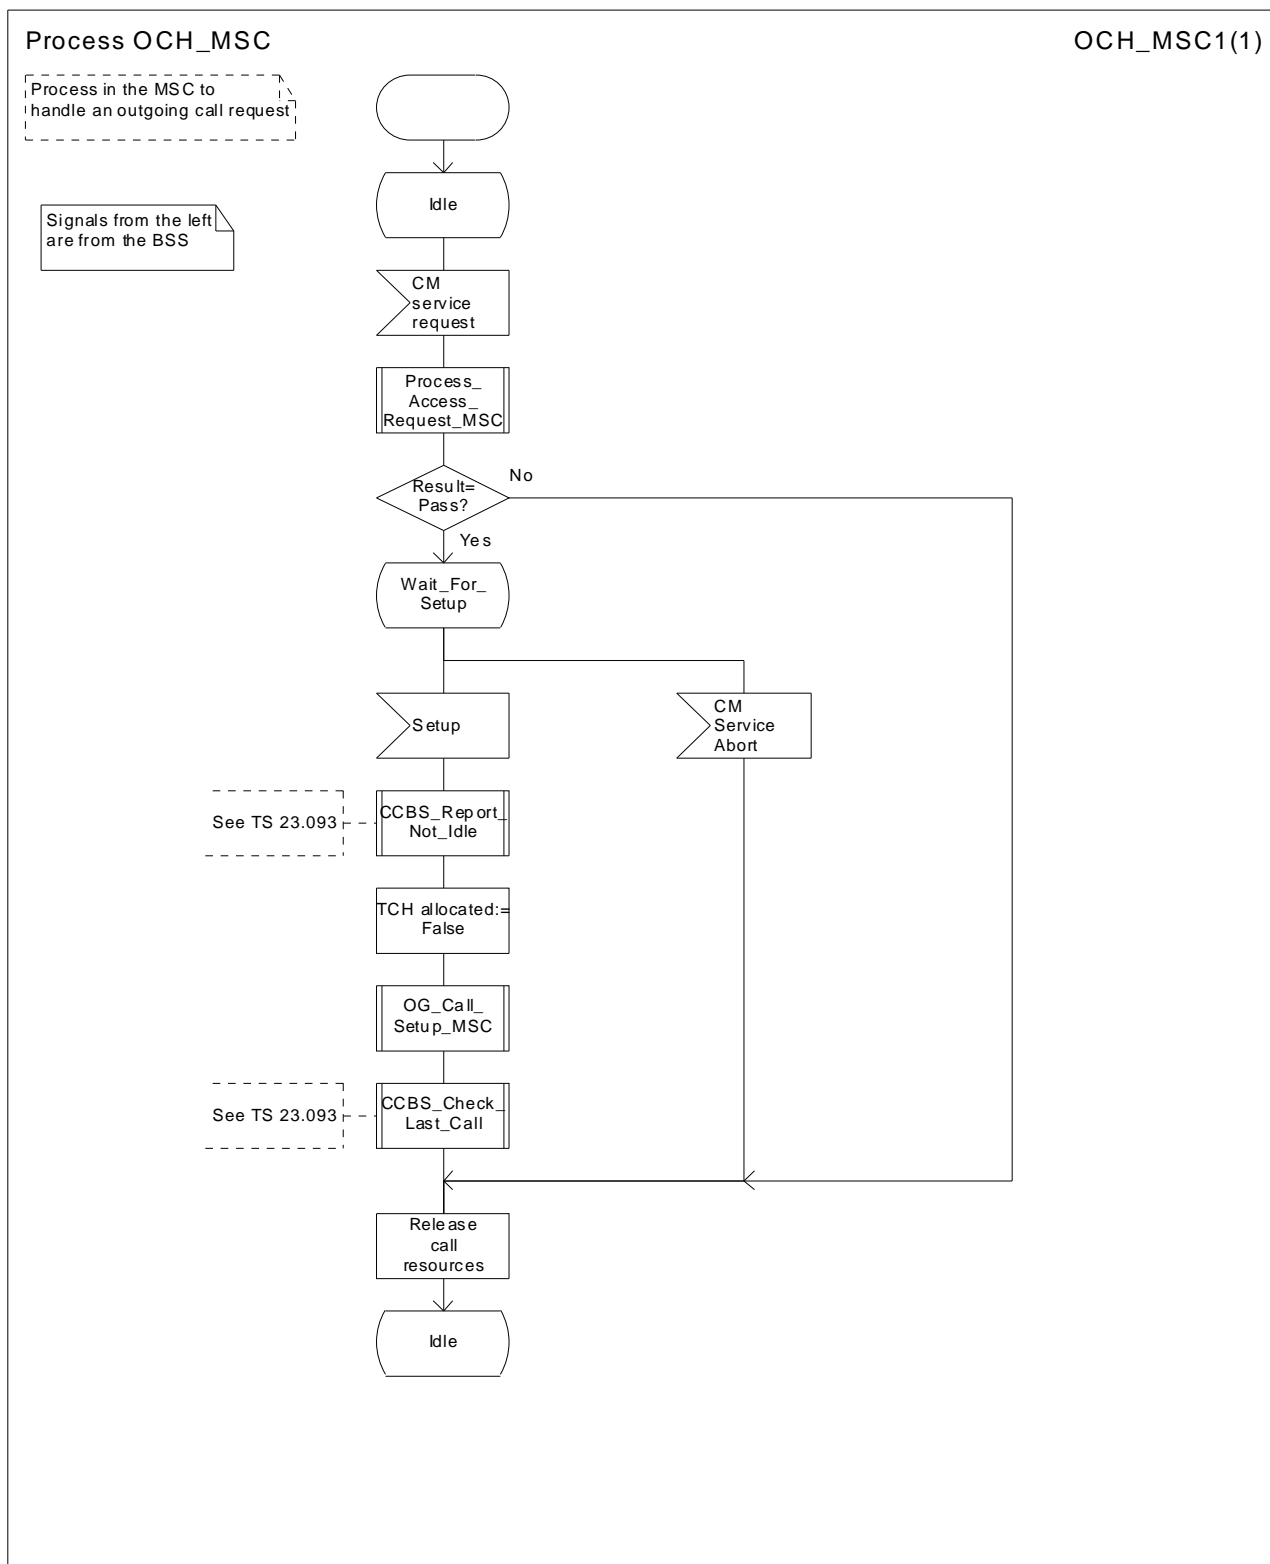 Process OCH_MSC
OCH_MSC1(1)
Process in the MSC to
handle an outgoing call request
Idle
Signals from the left
are from the BSS
CM
service
request
Process_
Access_
Request_MSC
No
Result=
Pass?
Yes
Wait_For_
Setup
Setup
CM
Service
Abort
See TS 23.093
CCBS_Report_
Not_Idle
TCH allocated:=
False
OG_Call_
Setup_MSC
See TS 23.093
CCBS_Check_
Last_Call
Release
call
resources
Idle